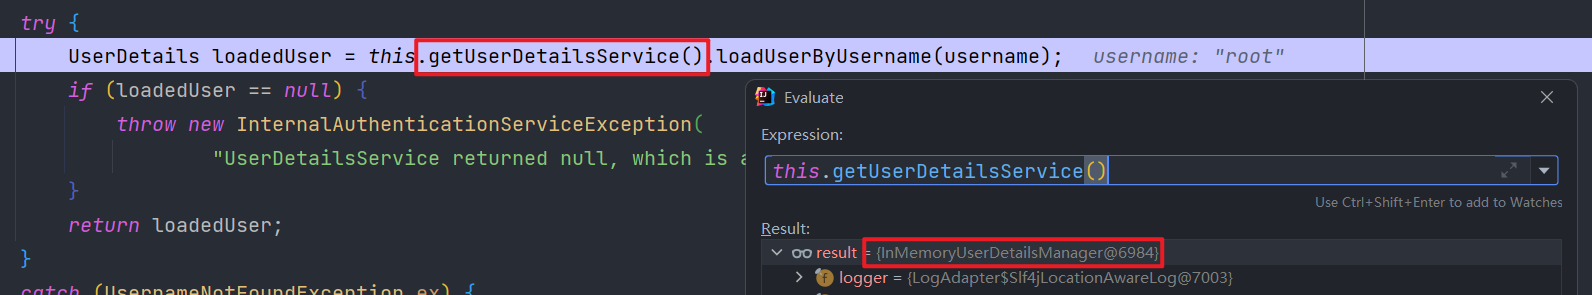 try {
UserDetails loadedUser = this.getUserDetailsService().loadUserByUsername(username); username: "root"
if (loadedUser == null) {
throw new InternalAuthenticationServiceException(
"UserDetailsService returned null, which is a
}
return loadedUser;
}
catch (UsernameNotFoundException ex) {
Evaluate
Expression:
this.getUserDetailsService()
Use Ctrl+Shift+Enter to add to Watches
Result:
result = {InMemoryUserDetailsManager@6984}
logger = {LogAdapter$Slf4jLocationAwareLog@7003}